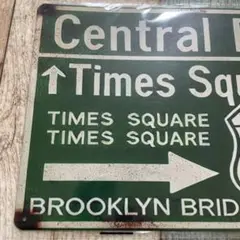 Central
↑Times Squ
TIMES SQUARE
TIMES SQUARE
BROOKLYN BRID